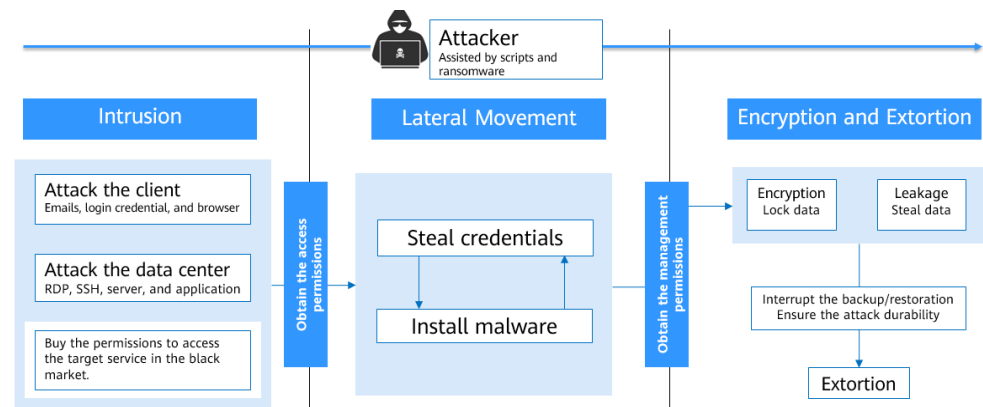 Attacker
Assisted by scripts and
ransomware
Intrusion
Lateral Movement
Encryption and Extortion
Attack the client
Emails, login credential, and browser
Attack the data center
RDP, SSH, server, and application
Buy the permissions to access
the target service in the black
market.
Obtain the access
permissions
Steal credentials
Install malware
Obtain the management
permissions
Encryption
Lock data
Leakage
Steal data
Interrupt the backup/restoration
Ensure the attack durability
Extortion